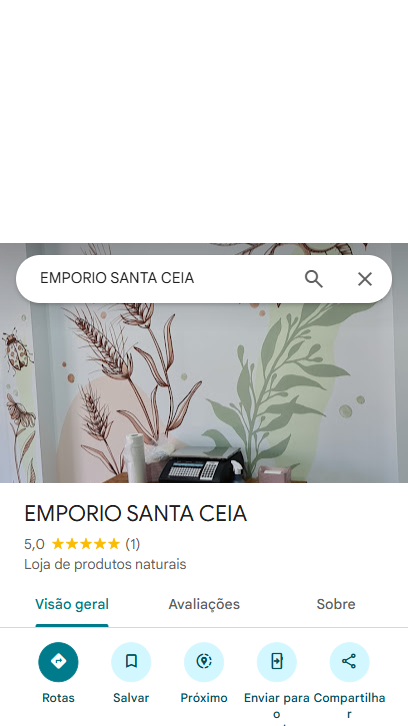 EMPORIO SANTA CEIA
EMPORIO SANTA CEIA
5,0 (1)
Loja de produtos naturais
Visão geral Avaliações Sobre
Rotas Salvar Próximo Enviar para Compartilha
o r